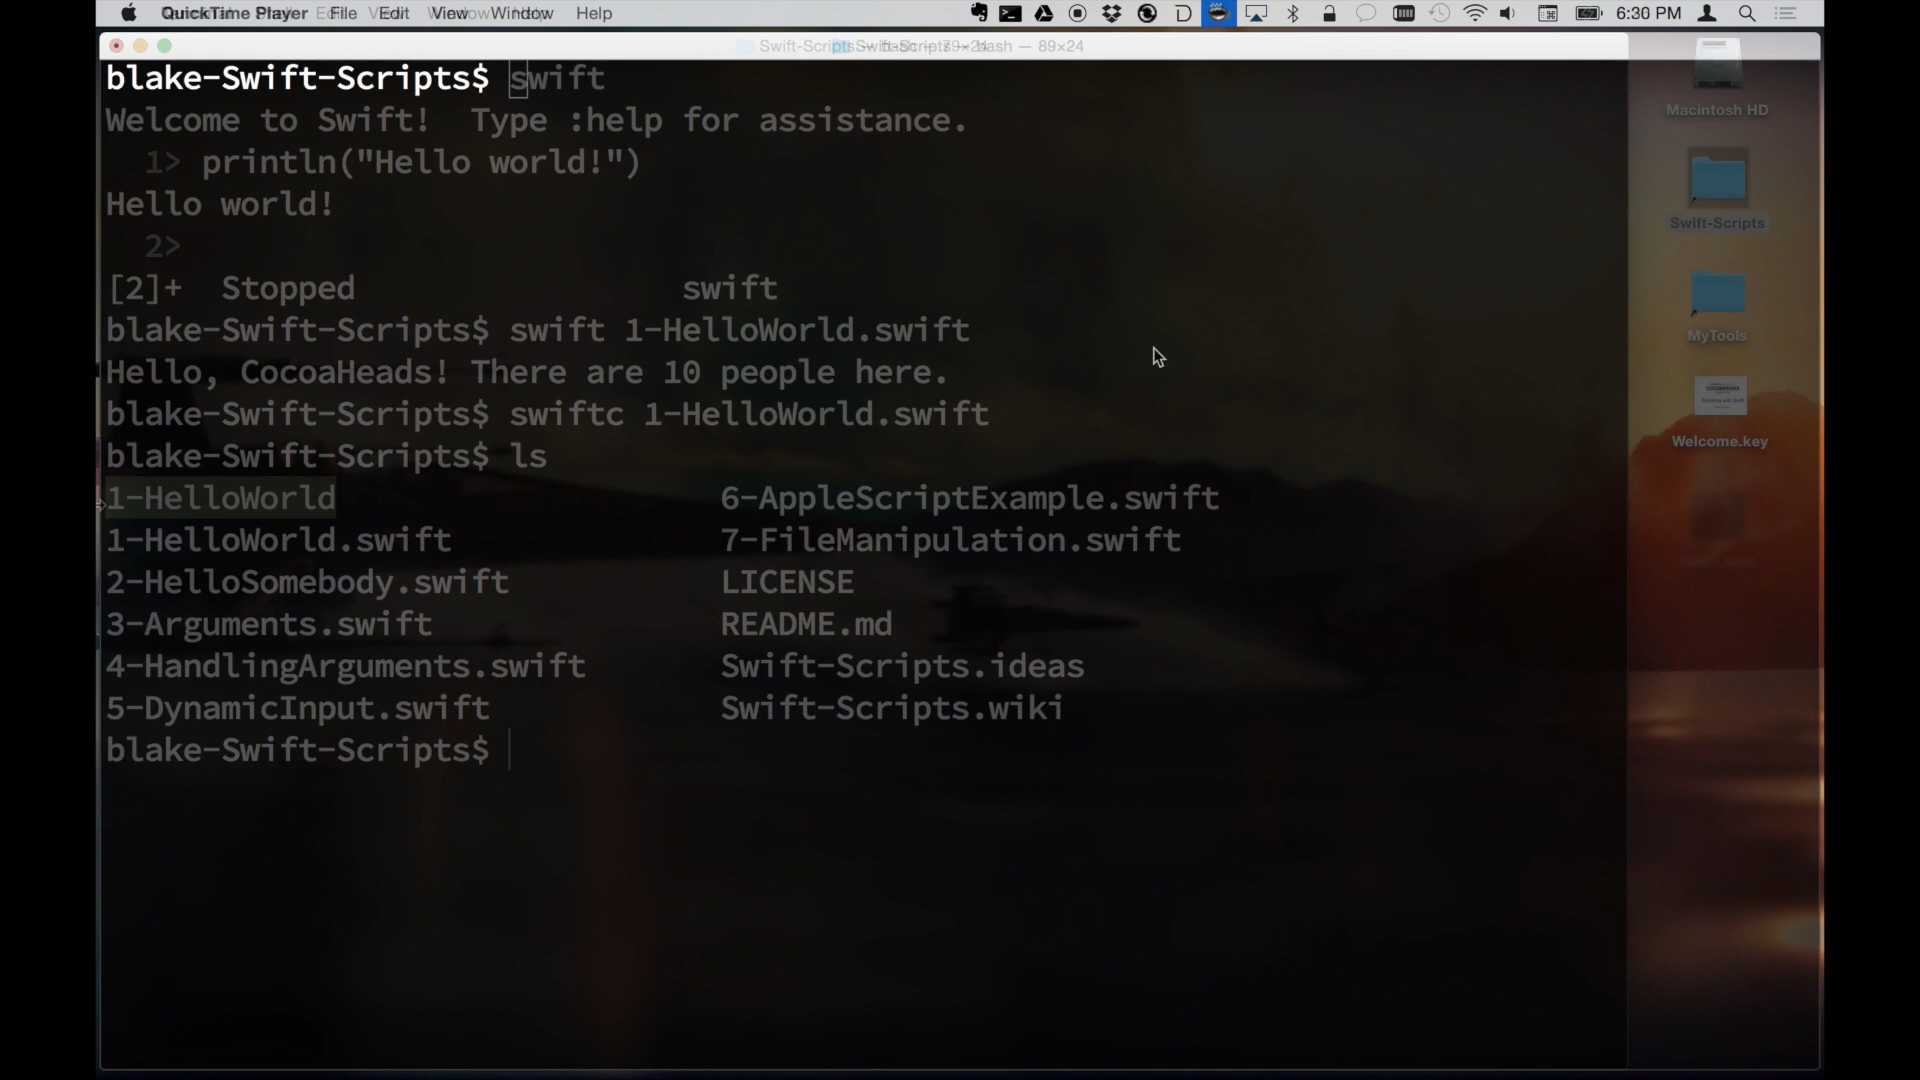 QuickTime Player File Edit View Window Help 6:30 PM
Swift-Scripts — bash — 89×24
blake-Swift-Scripts$ swift
Welcome to Swift!  Type :help for assistance.
1> println("Hello world!")
Hello world!
2>
[2]+  Stopped                 swift
blake-Swift-Scripts$ swift 1-HelloWorld.swift
Hello, CocoaHeads! There are 10 people here.
blake-Swift-Scripts$ swiftc 1-HelloWorld.swift
blake-Swift-Scripts$ ls
1-HelloWorld 6-AppleScriptExample.swift
1-HelloWorld.swift 7-FileManipulation.swift
2-HelloSomebody.swift LICENSE
3-Arguments.swift README.md
4-HandlingArguments.swift Swift-Scripts.ideas
5-DynamicInput.swift Swift-Scripts.wiki
blake-Swift-Scripts$
Macintosh HD
Swift-Scripts
MyTools
Welcome.key